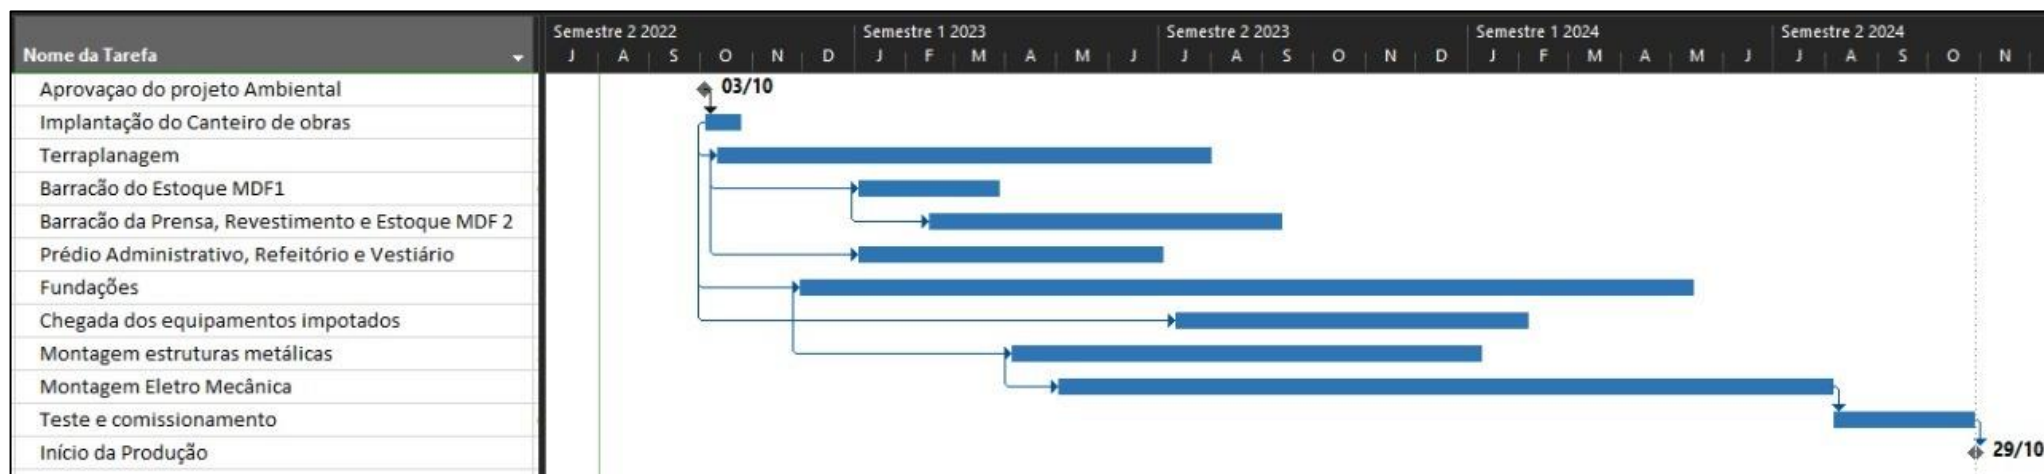 Semestre 2 2022 Semestre 1 2023 Semestre 2 2023 Semestre 1 2024 Semestre 2 2024
Nome da Tarefa J A S O N D J F M A M J J A S O N D J F M A M J J A S O N
Aprovaçao do projeto Ambiental 03/10
Implantação do Canteiro de obras
Terraplanagem
Barracão do Estoque MDF1
Barracão da Prensa, Revestimento e Estoque MDF 2
Prédio Administrativo, Refeitório e Vestiário
Fundações
Chegada dos equipamentos impotados
Montagem estruturas metálicas
Montagem Eletro Mecânica
Teste e comissionamento
Início da Produção 29/10